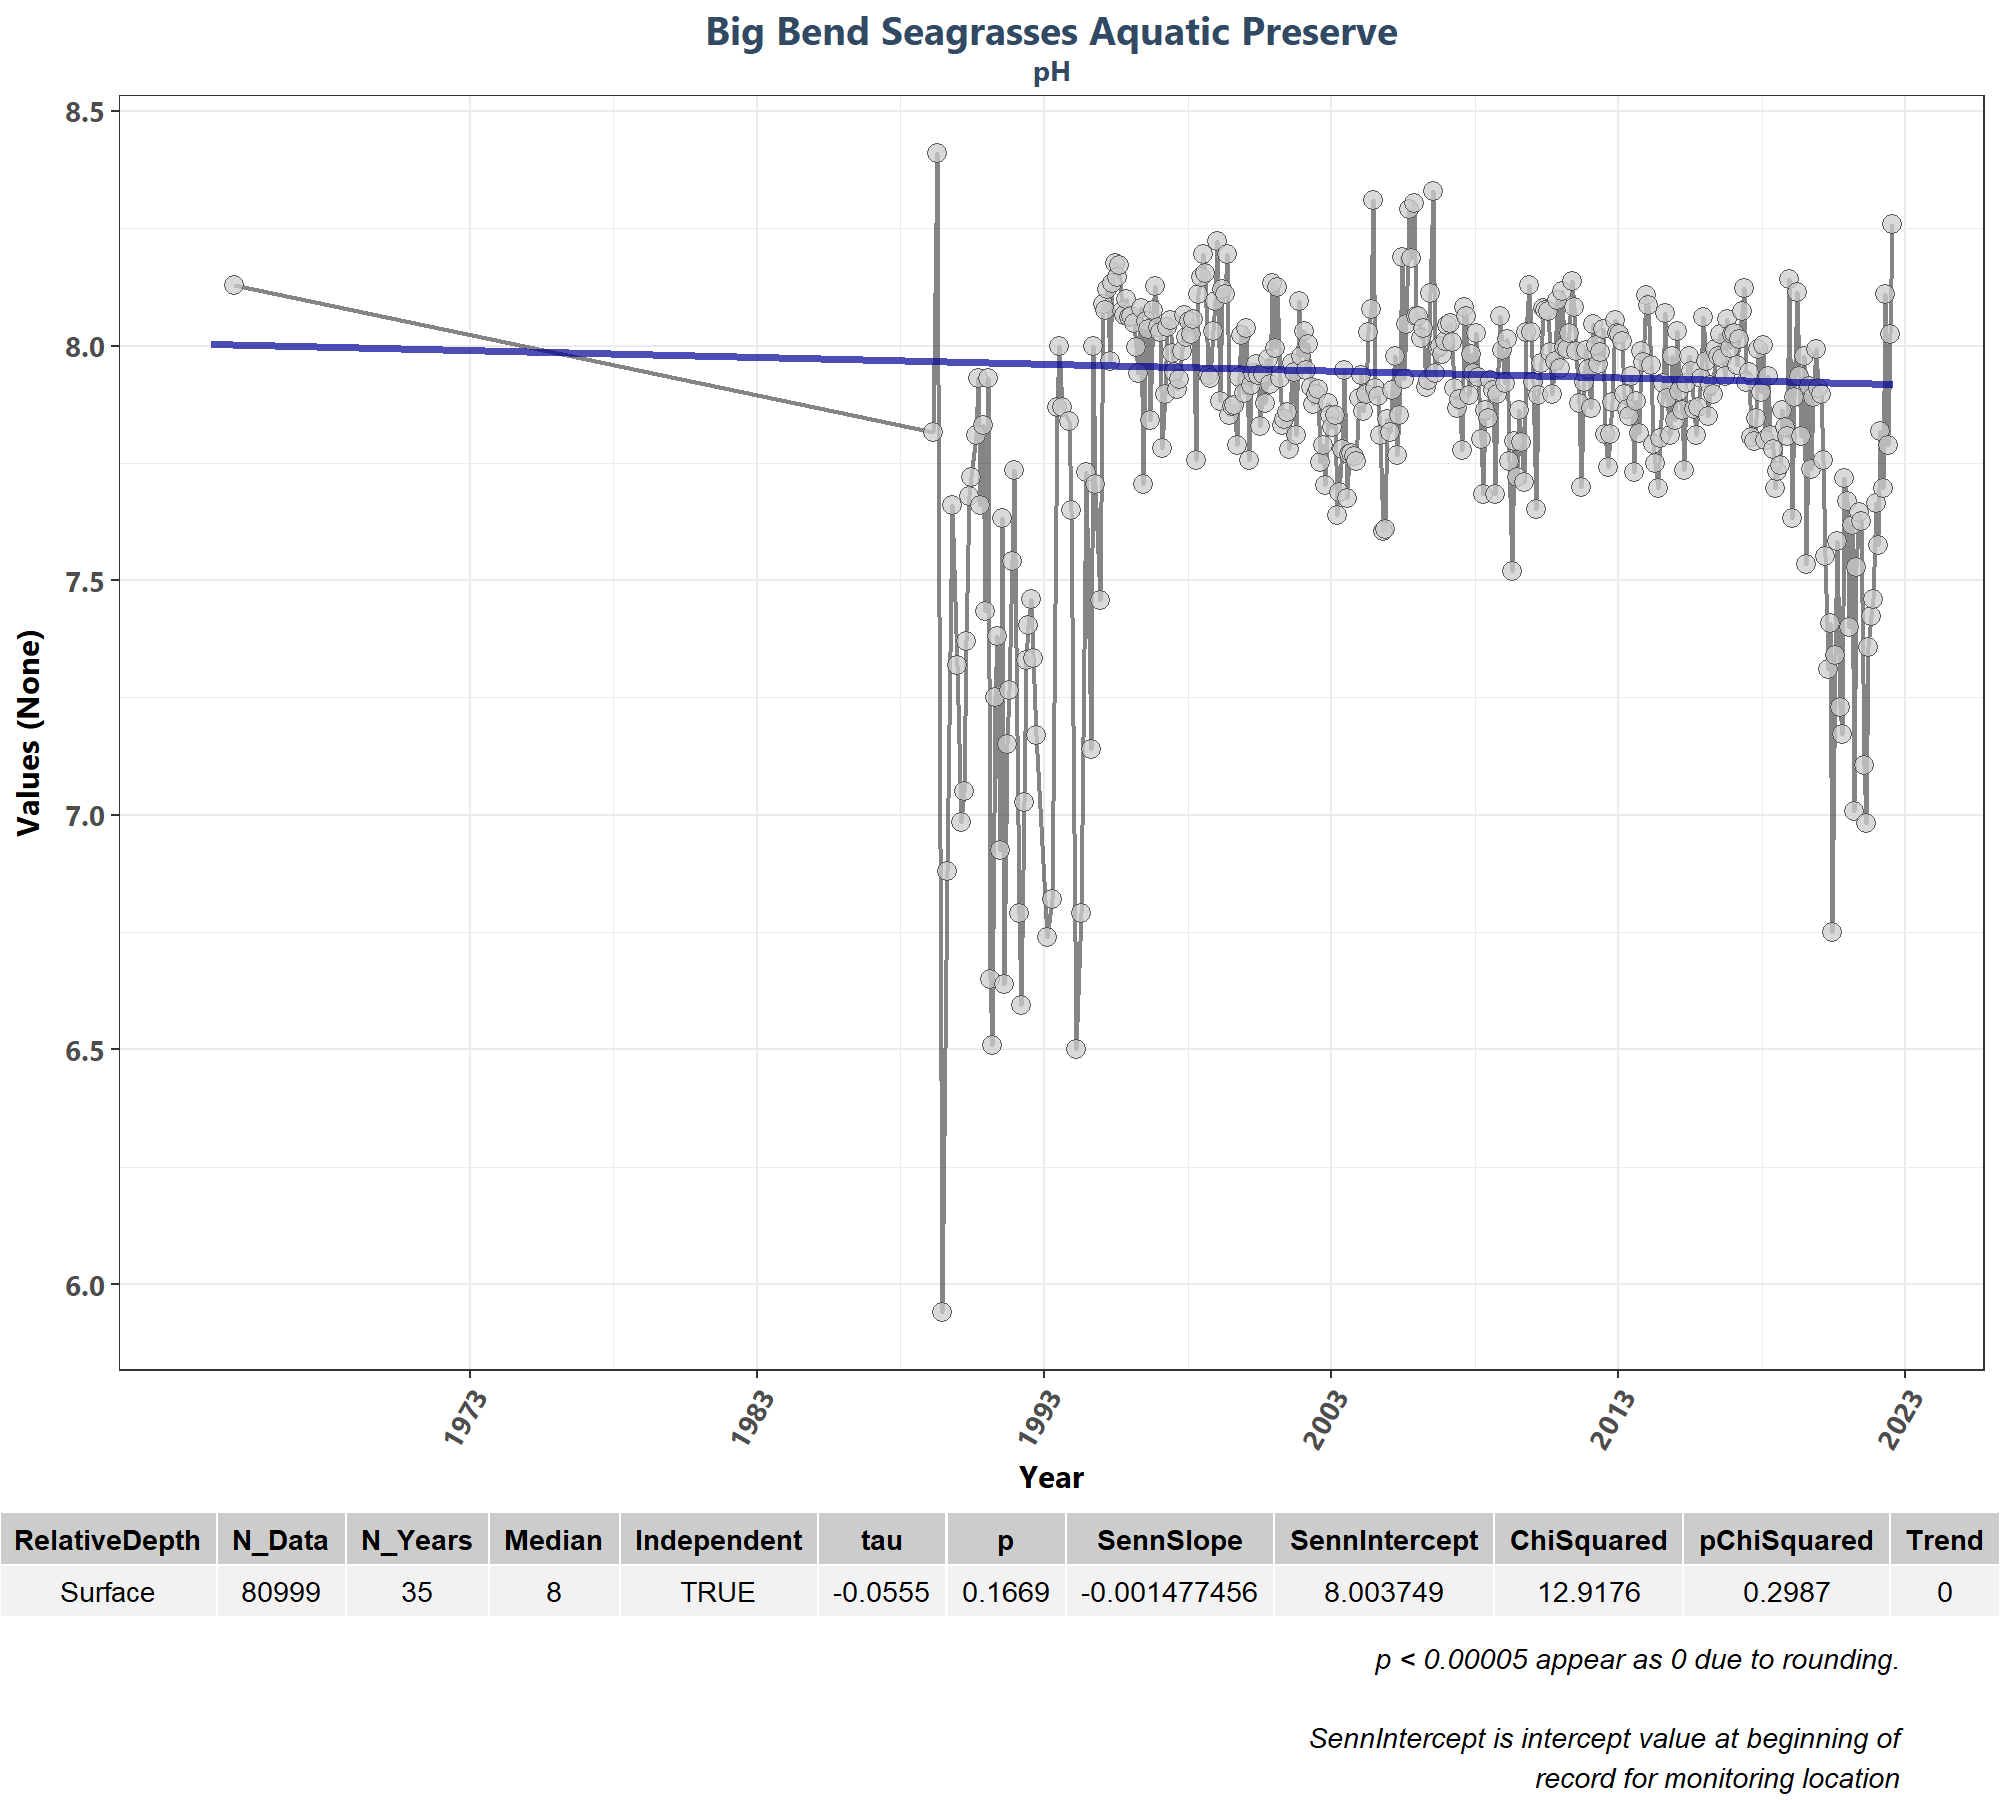 Big Bend Seagrasses Aquatic Preserve
pH
8.5
8.0
7.5
7.0
6.5
6.0
Values (None)
1973
1983
1993
2003
2013
2023
Year
RelativeDepth N_Data N_Years Median Independent tau p SennSlope SennIntercept ChiSquared pChiSquared Trend
Surface 80999 35 8 TRUE -0.0555 0.1669 -0.001477456 8.003749 12.9176 0.2987 0
p < 0.00005 appear as 0 due to rounding.
SennIntercept is intercept value at beginning of
record for monitoring location